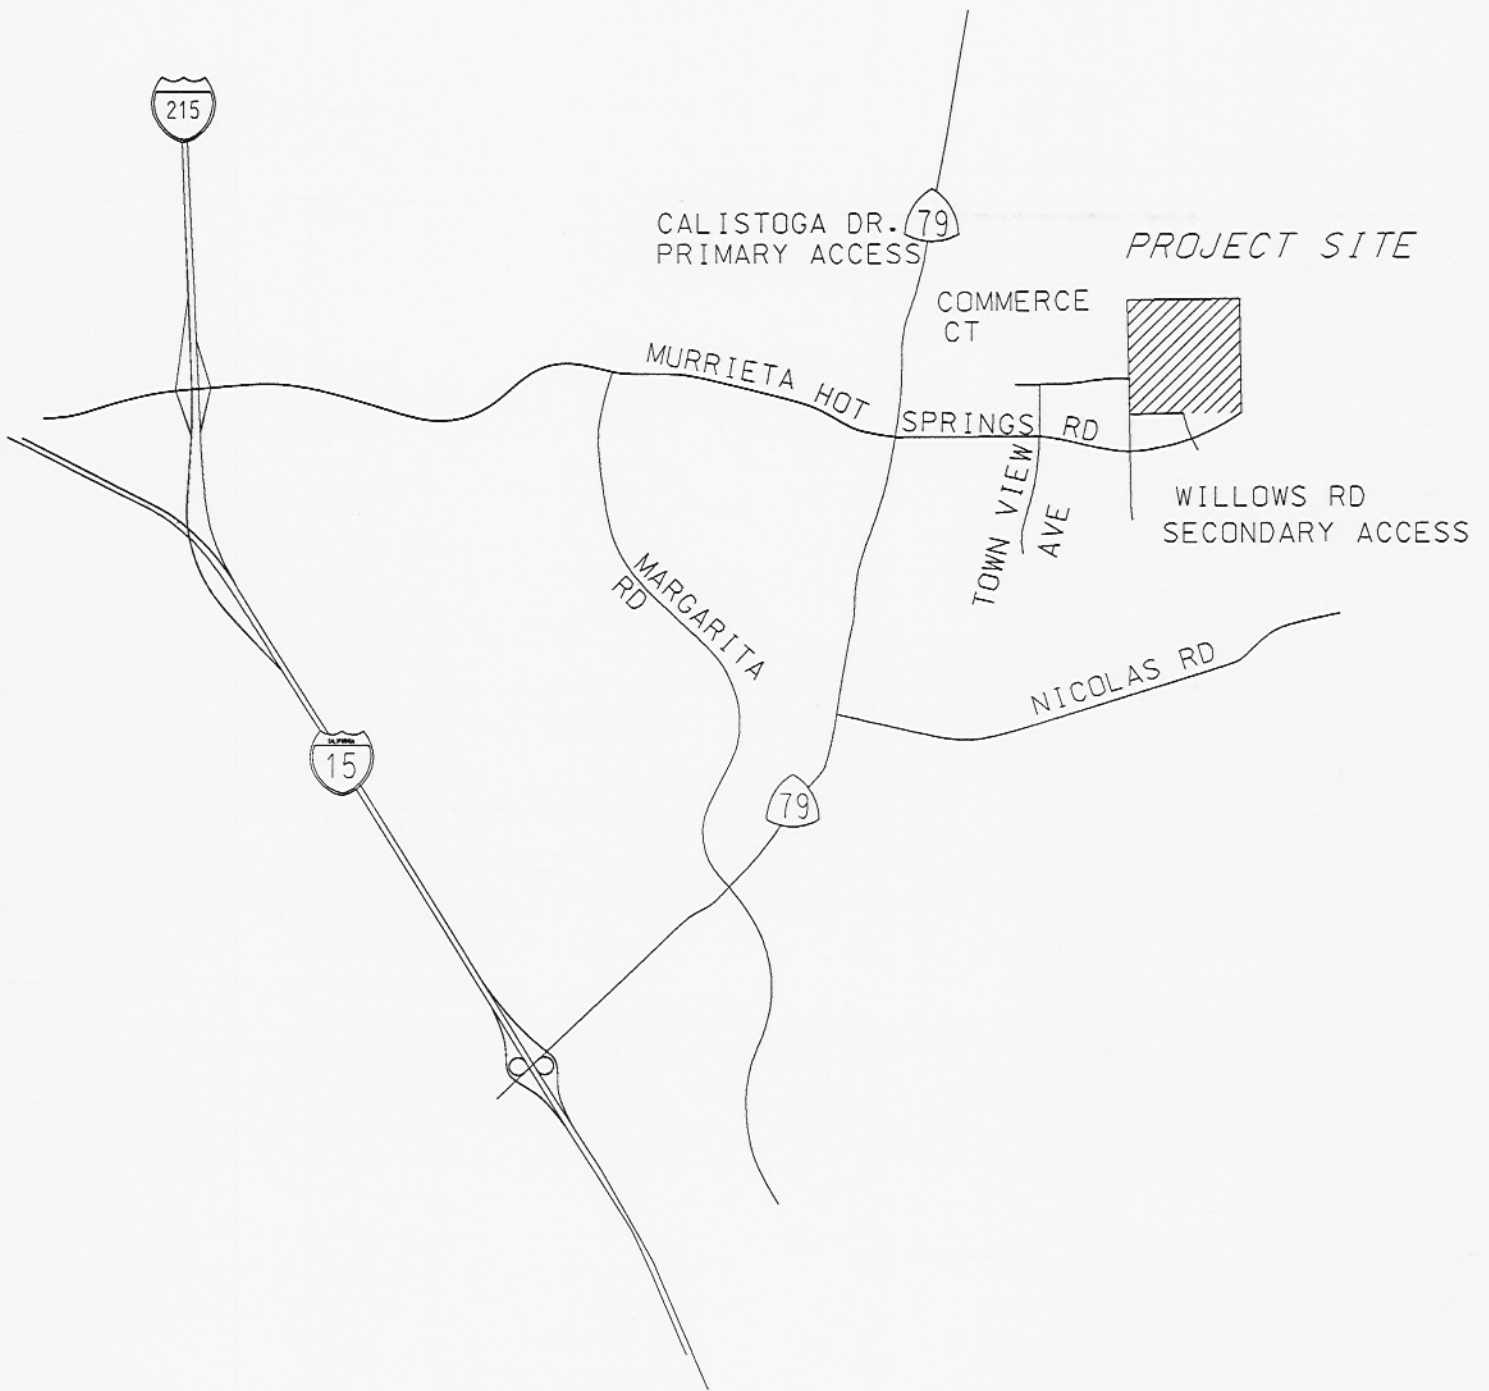 215
CALISTOGA DR.
PRIMARY ACCESS
79
PROJECT SITE
COMMERCE
CT
MURRIETA HOT SPRINGS RD
TOWN VIEW
AVE
WILLOWS RD
SECONDARY ACCESS
MARGARITA
RD
NICOLAS RD
CALIFORNIA
15
79